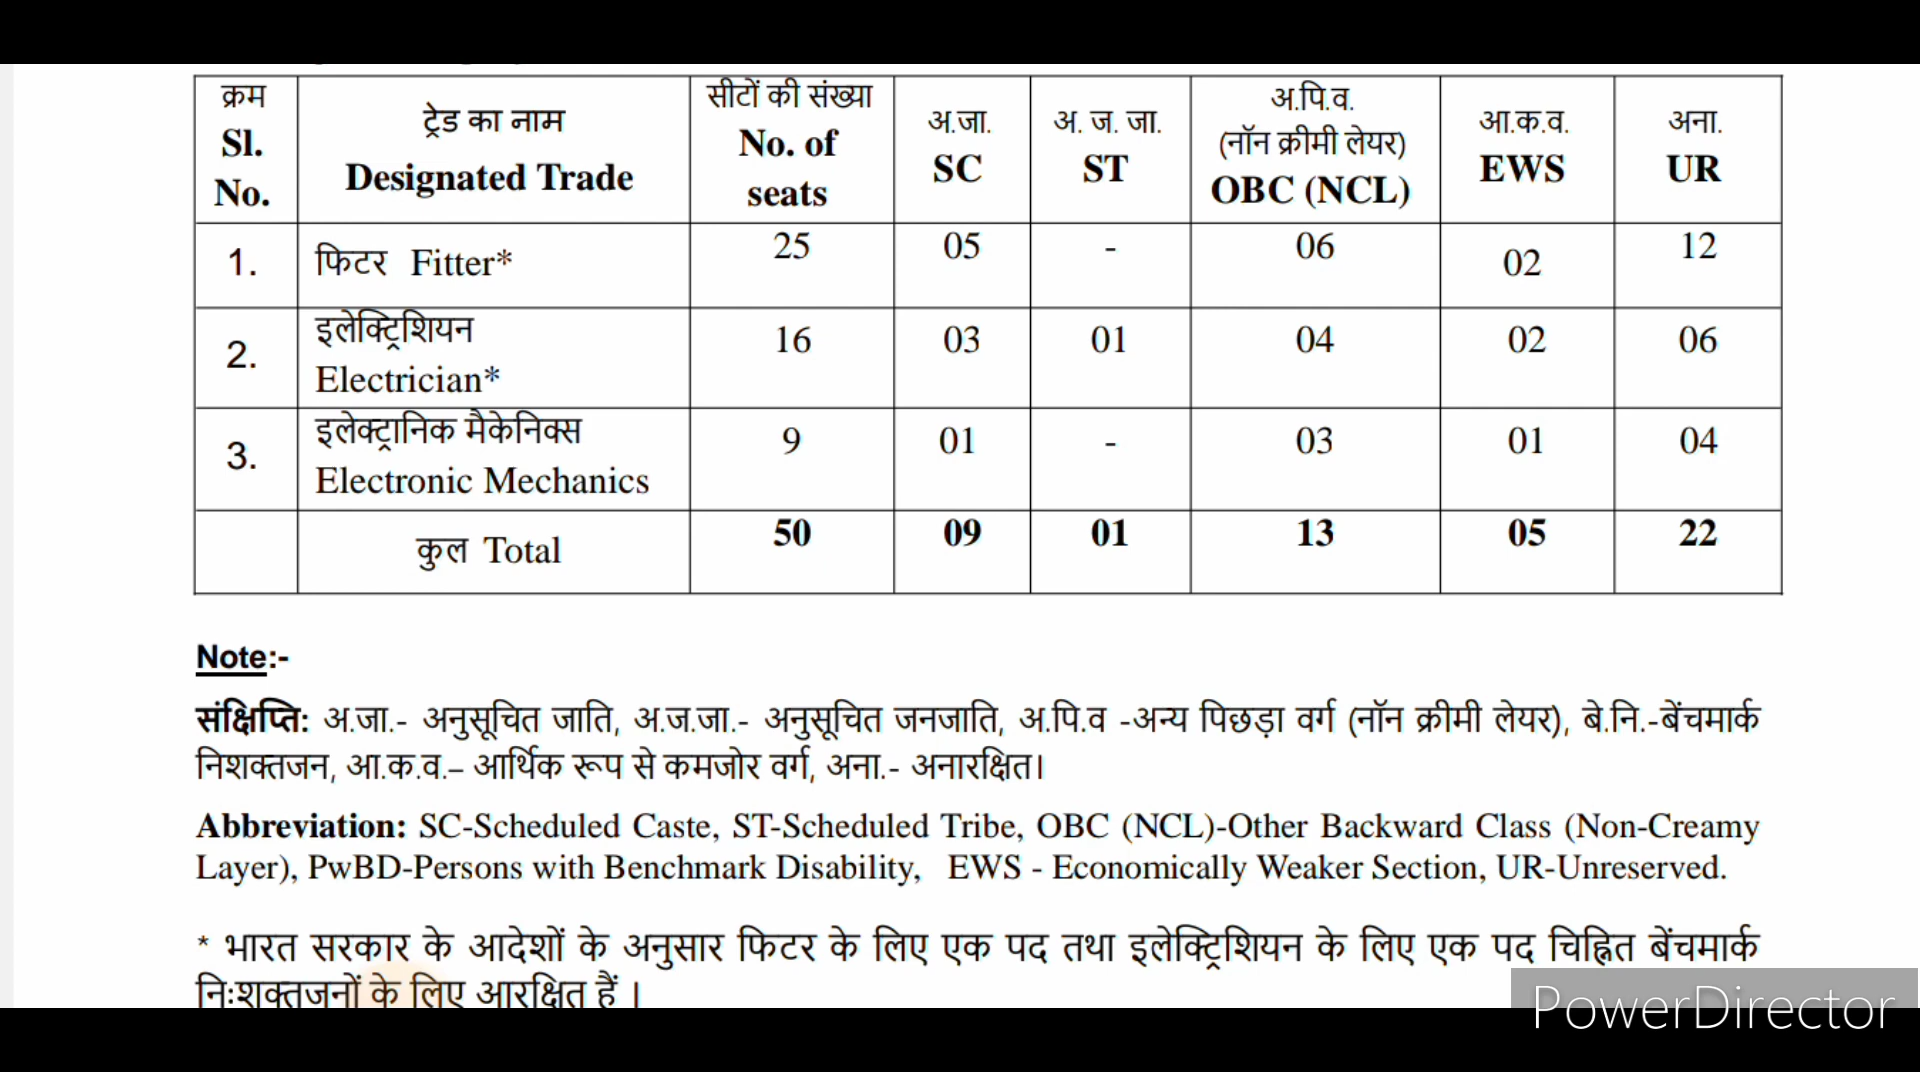 क्रम Sl. No. ट्रेड का नाम Designated Trade सीटों की संख्या No. of seats अ.जा. SC अ. ज. जा. ST अ.पि.व. (नॉन क्रीमी लेयर) OBC (NCL) आ.क.व. EWS अना. UR
1. फिटर Fitter* 25 05 - 06 02 12
2. इलेक्ट्रिशियन Electrician* 16 03 01 04 02 06
3. इलेक्ट्रानिक मैकेनिक्स Electronic Mechanics 9 01 - 03 01 04
कुल Total 50 09 01 13 05 22
Note:-
संक्षिप्ति: अ.जा.- अनुसूचित जाति, अ.ज.जा.- अनुसूचित जनजाति, अ.पि.व -अन्य पिछड़ा वर्ग (नॉन क्रीमी लेयर), बे.नि.-बेंचमार्क
निशक्तजन, आ.क.व.– आर्थिक रूप से कमजोर वर्ग, अना.- अनारक्षित।
Abbreviation: SC-Scheduled Caste, ST-Scheduled Tribe, OBC (NCL)-Other Backward Class (Non-Creamy
Layer), PwBD-Persons with Benchmark Disability, EWS - Economically Weaker Section, UR-Unreserved.
* भारत सरकार के आदेशों के अनुसार फिटर के लिए एक पद तथा इलेक्ट्रिशियन के लिए एक पद चिह्नित बेंचमार्क
निःशक्तजनों के लिए आरक्षित हैं ।
PowerDirector